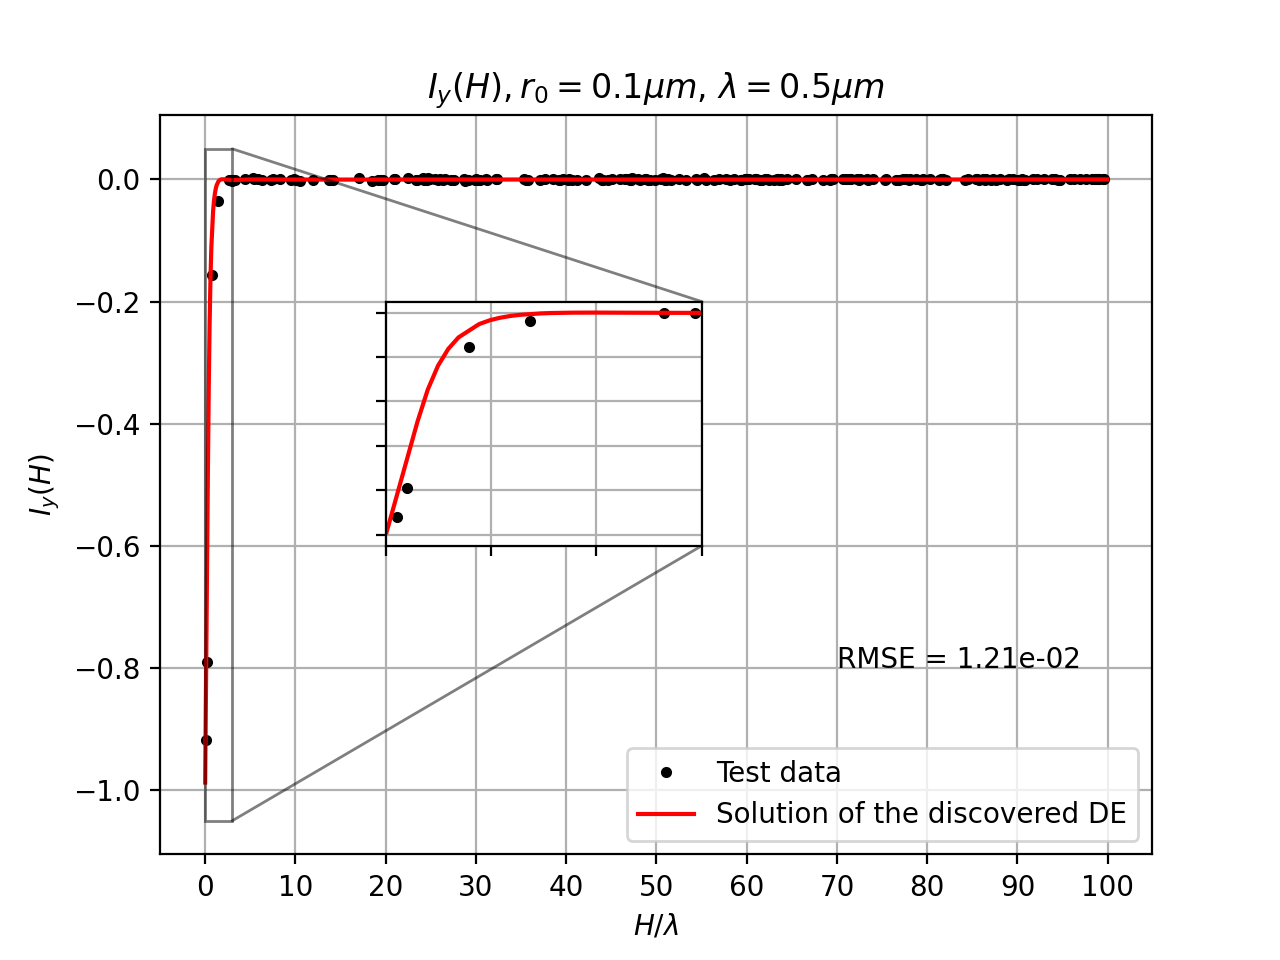 I_y(H), r_0 = 0.1μm, λ = 0.5μm
0.0
−0.2
−0.4
−0.6
−0.8
−1.0
I_y(H)
RMSE = 1.21e-02
Test data
Solution of the discovered DE
0 10 20 30 40 50 60 70 80 90 100
H/λ